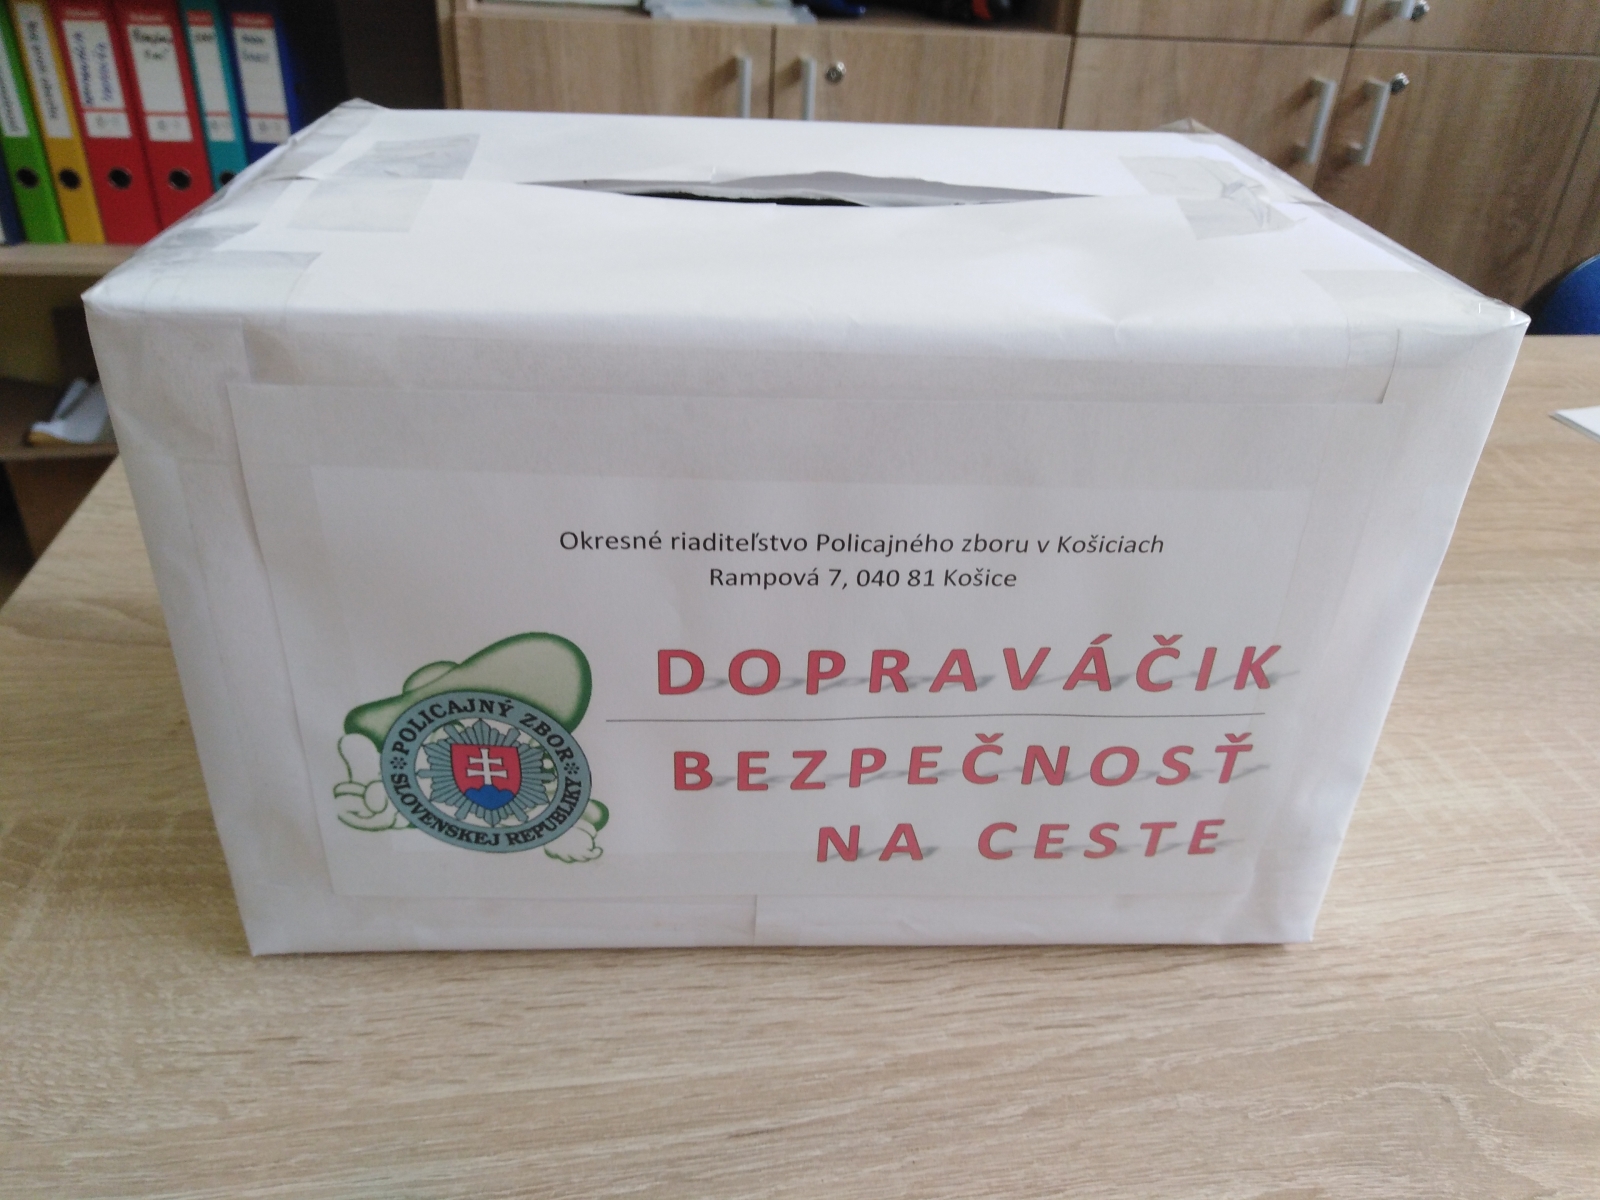 Okresné riaditeľstvo Policajného zboru v Košiciach
Rampová 7, 040 81 Košice
DOPRAVÁČIK
BEZPEČNOSŤ
NA CESTE
POLICAJNÝ ZBOR
SLOVENSKEJ REPUBLIKY